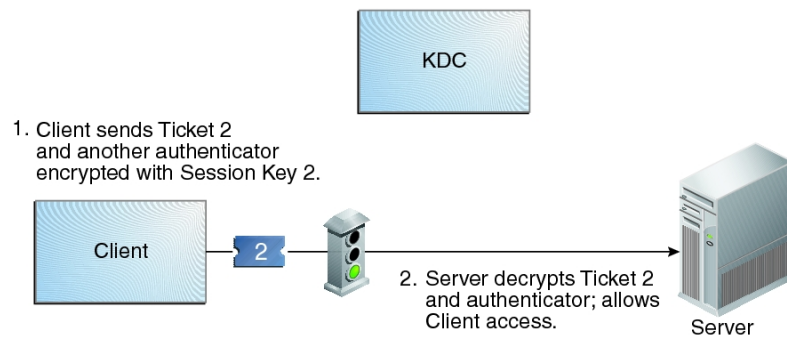 KDC
1. Client sends Ticket 2
and another authenticator
encrypted with Session Key 2.
Client
2
2. Server decrypts Ticket 2
and authenticator; allows
Client access.
Server